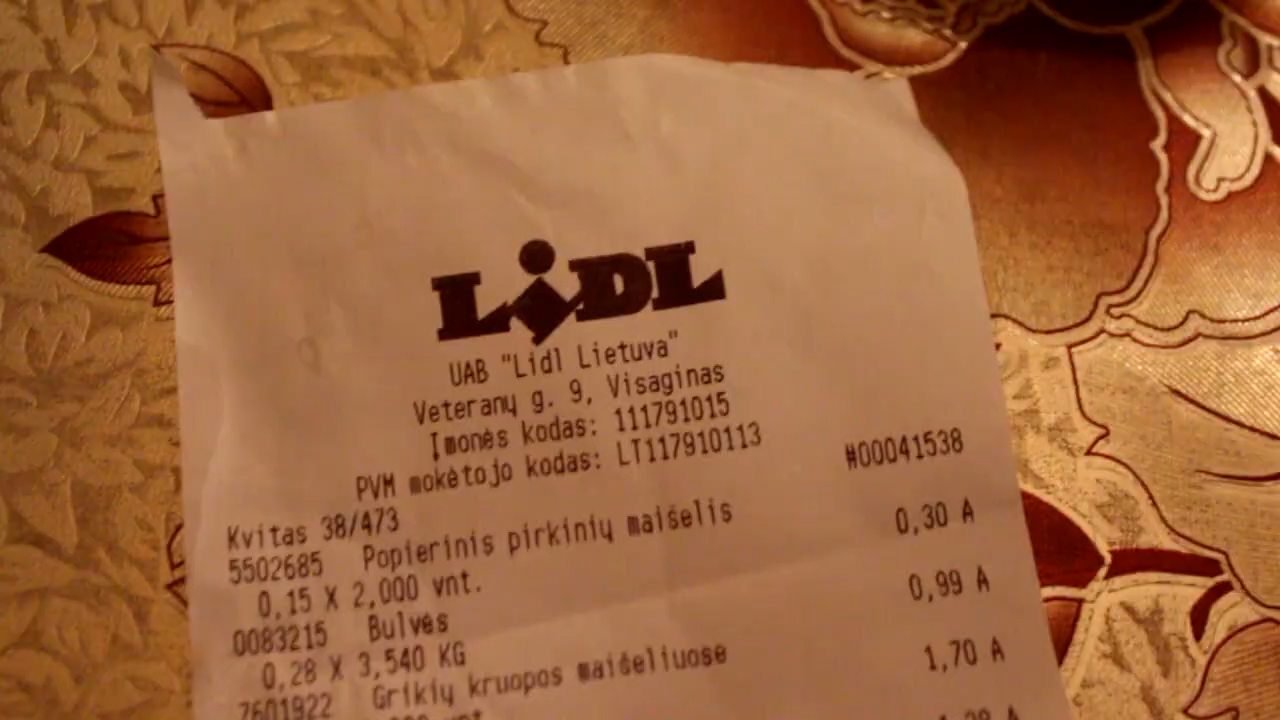 LIDL
UAB "Lidl Lietuva"
Veteranų g. 9, Visaginas
Įmonės kodas: 111791015
PVM mokėtojo kodas: LT117910113
Kvitas 38/473 #00041538
5502685 Popierinis pirkinių maišelis 0,30 A
0,15 X 2,000 vnt.
0083215 Bulvės 0,99 A
0,28 X 3,540 KG
7601922 Grikių kruopos maišeliuose 1,70 A
vnt.